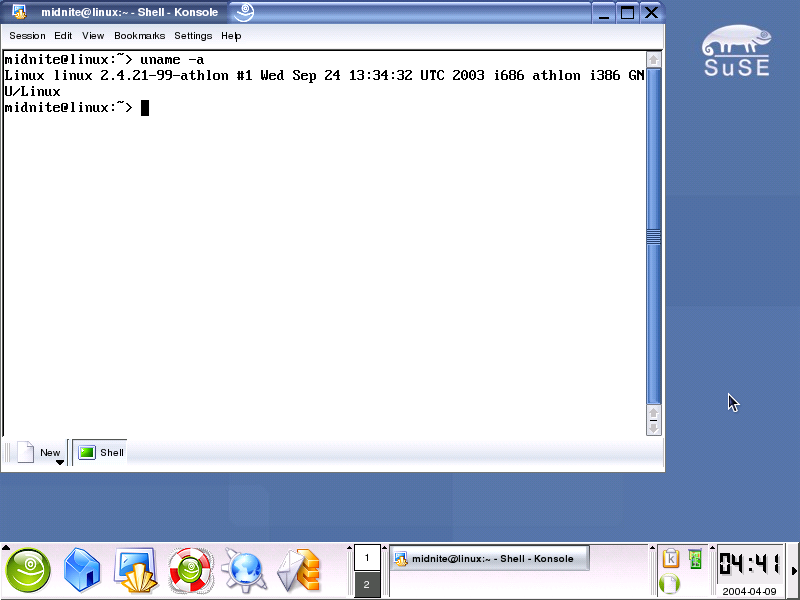 midnite@linux:~ - Shell - Konsole
SuSE
Session Edit View Bookmarks Settings Help
midnite@linux:~> uname -a
Linux linux 2.4.21-99-athlon #1 Wed Sep 24 13:34:32 UTC 2003 i686 athlon i386 GN
U/Linux
midnite@linux:~>
New Shell
1
2
midnite@linux:~ - Shell - Konsole
04:41
2004-04-09